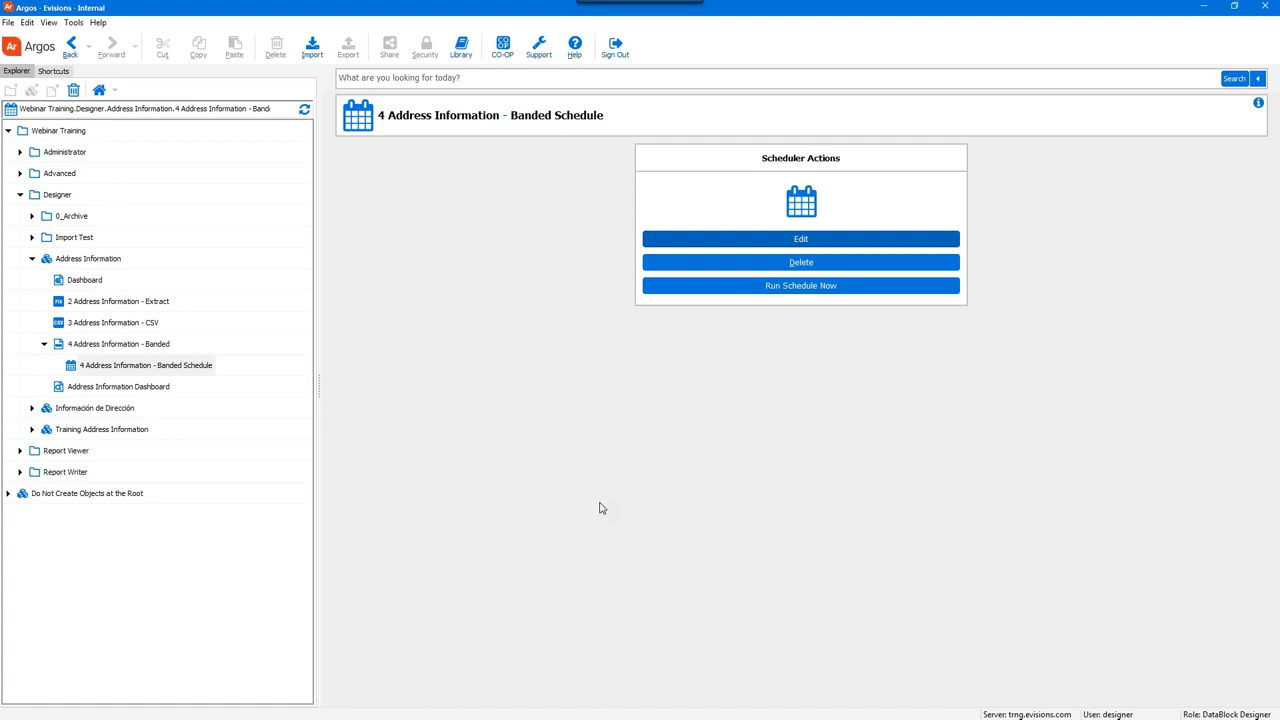 Argos - Evisions - Internal
File Edit View Tools Help
Ar Argos Back Forward Cut Copy Paste Delete Import Export Share Security Library CO-OP Support Help Sign Out
Explorer Shortcuts
Webinar Training.Designer.Address Information.4 Address Information - Band
Webinar Training
Administrator
Advanced
Designer
0_Archive
Import Test
Address Information
Dashboard
FIX 2 Address Information - Extract
CSV 3 Address Information - CSV
4 Address Information - Banded
4 Address Information - Banded Schedule
Address Information Dashboard
Información de Dirección
Training Address Information
Report Viewer
Report Writer
Do Not Create Objects at the Root
What are you looking for today? Search
4 Address Information - Banded Schedule
Scheduler Actions
Edit
Delete
Run Schedule Now
Server: trng.evisions.com User: designer Role: DataBlock Designer